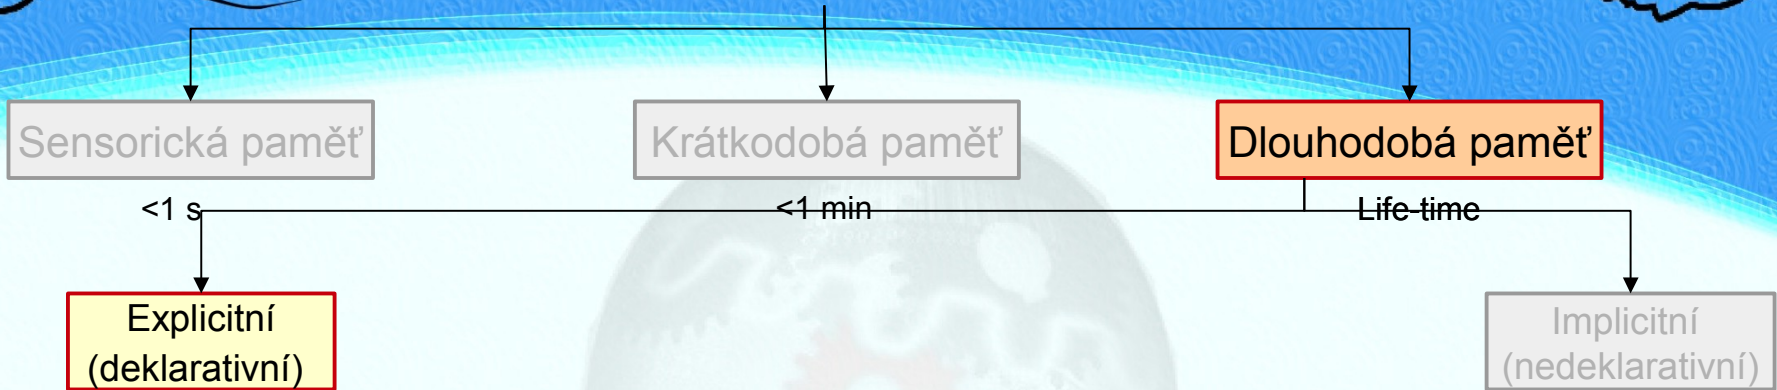 Sensorická paměť
Krátkodobá paměť
Dlouhodobá paměť
<1 s
<1 min
Life-time
Explicitní
(deklarativní)
Implicitní
(nedeklarativní)